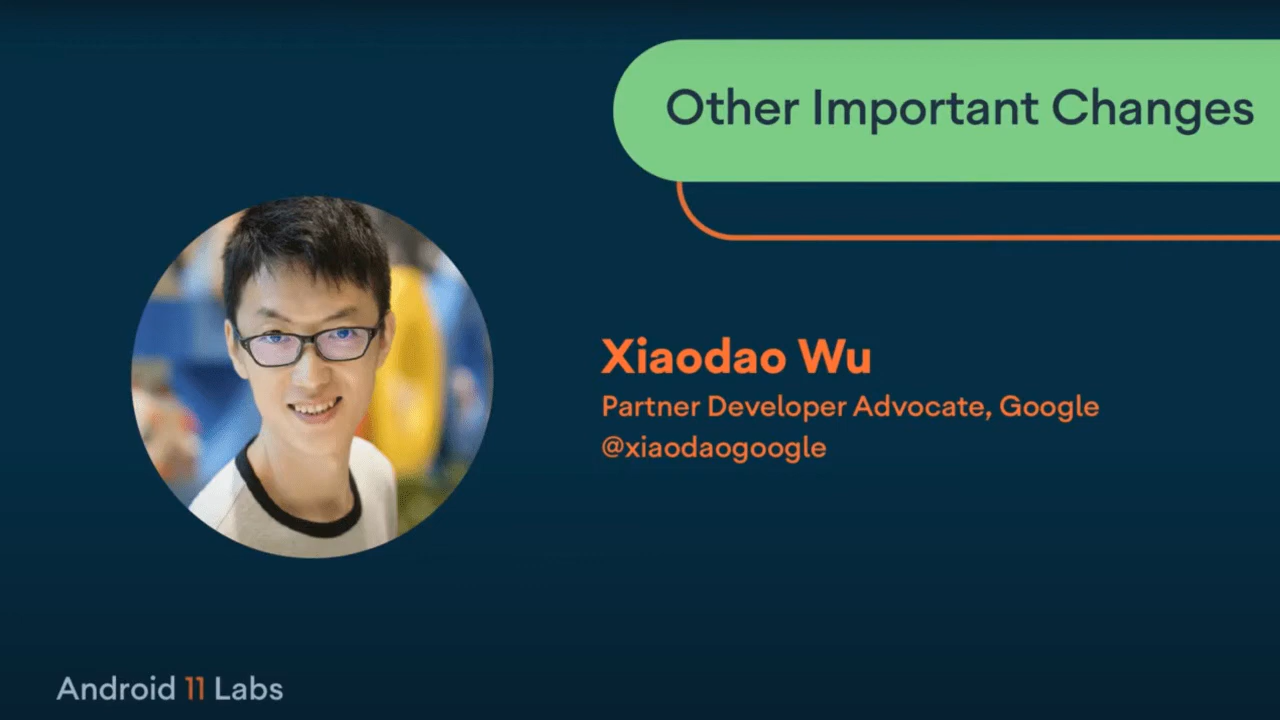 Other Important Changes
Xiaodao Wu
Partner Developer Advocate, Google
@xiaodaogoogle
Android 11 Labs